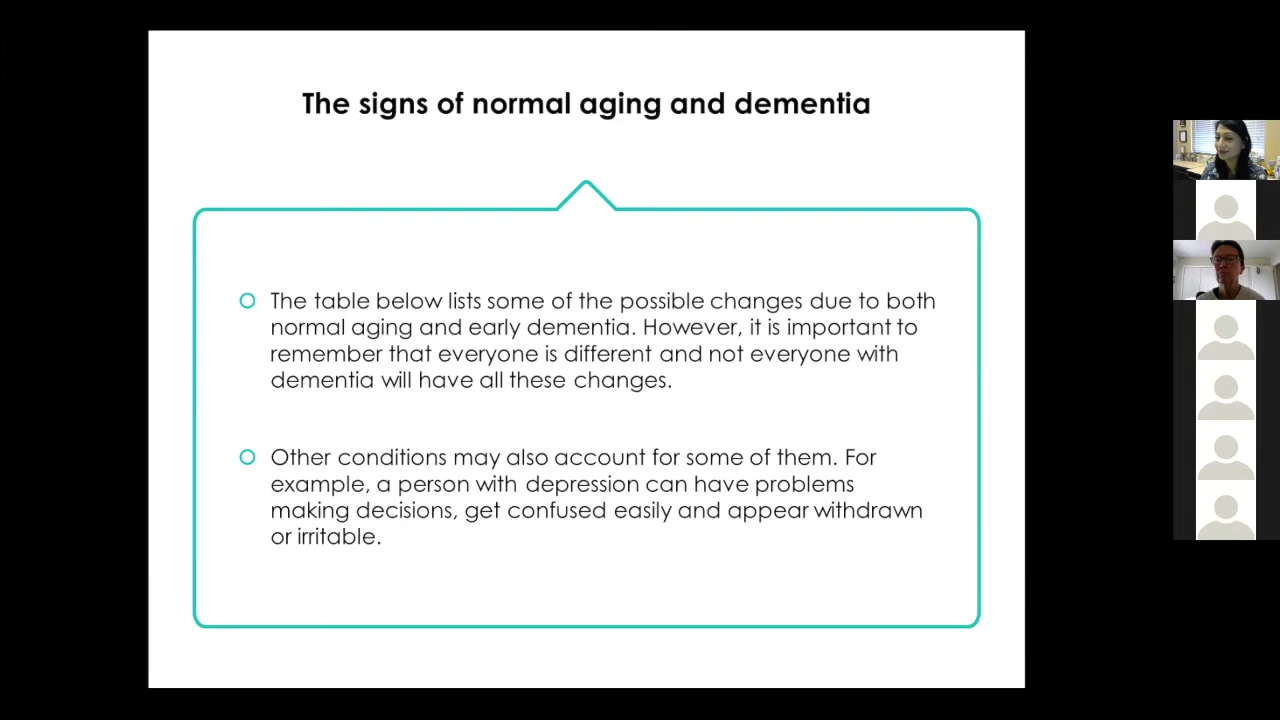 The signs of normal aging and dementia
The table below lists some of the possible changes due to both
normal aging and early dementia. However, it is important to
remember that everyone is different and not everyone with
dementia will have all these changes.
Other conditions may also account for some of them. For
example, a person with depression can have problems
making decisions, get confused easily and appear withdrawn
or irritable.